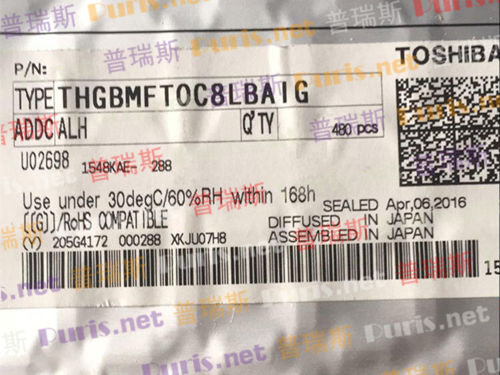 TOSHIBA
P/N:
TYPE THGBMFT0C8LBAIG
ADDC ALH Q'TY 480 pcs
U02698 1548KAE- 288
Use under 30degC/60%RH within 168h
SEALED Apr,06,2016
[[G]]/RoHS COMPATIBLE DIFFUSED IN JAPAN
(Y) 205G4172 000288 XKJU07H8 ASSEMBLED IN JAPAN
15
普瑞斯 Puris.net